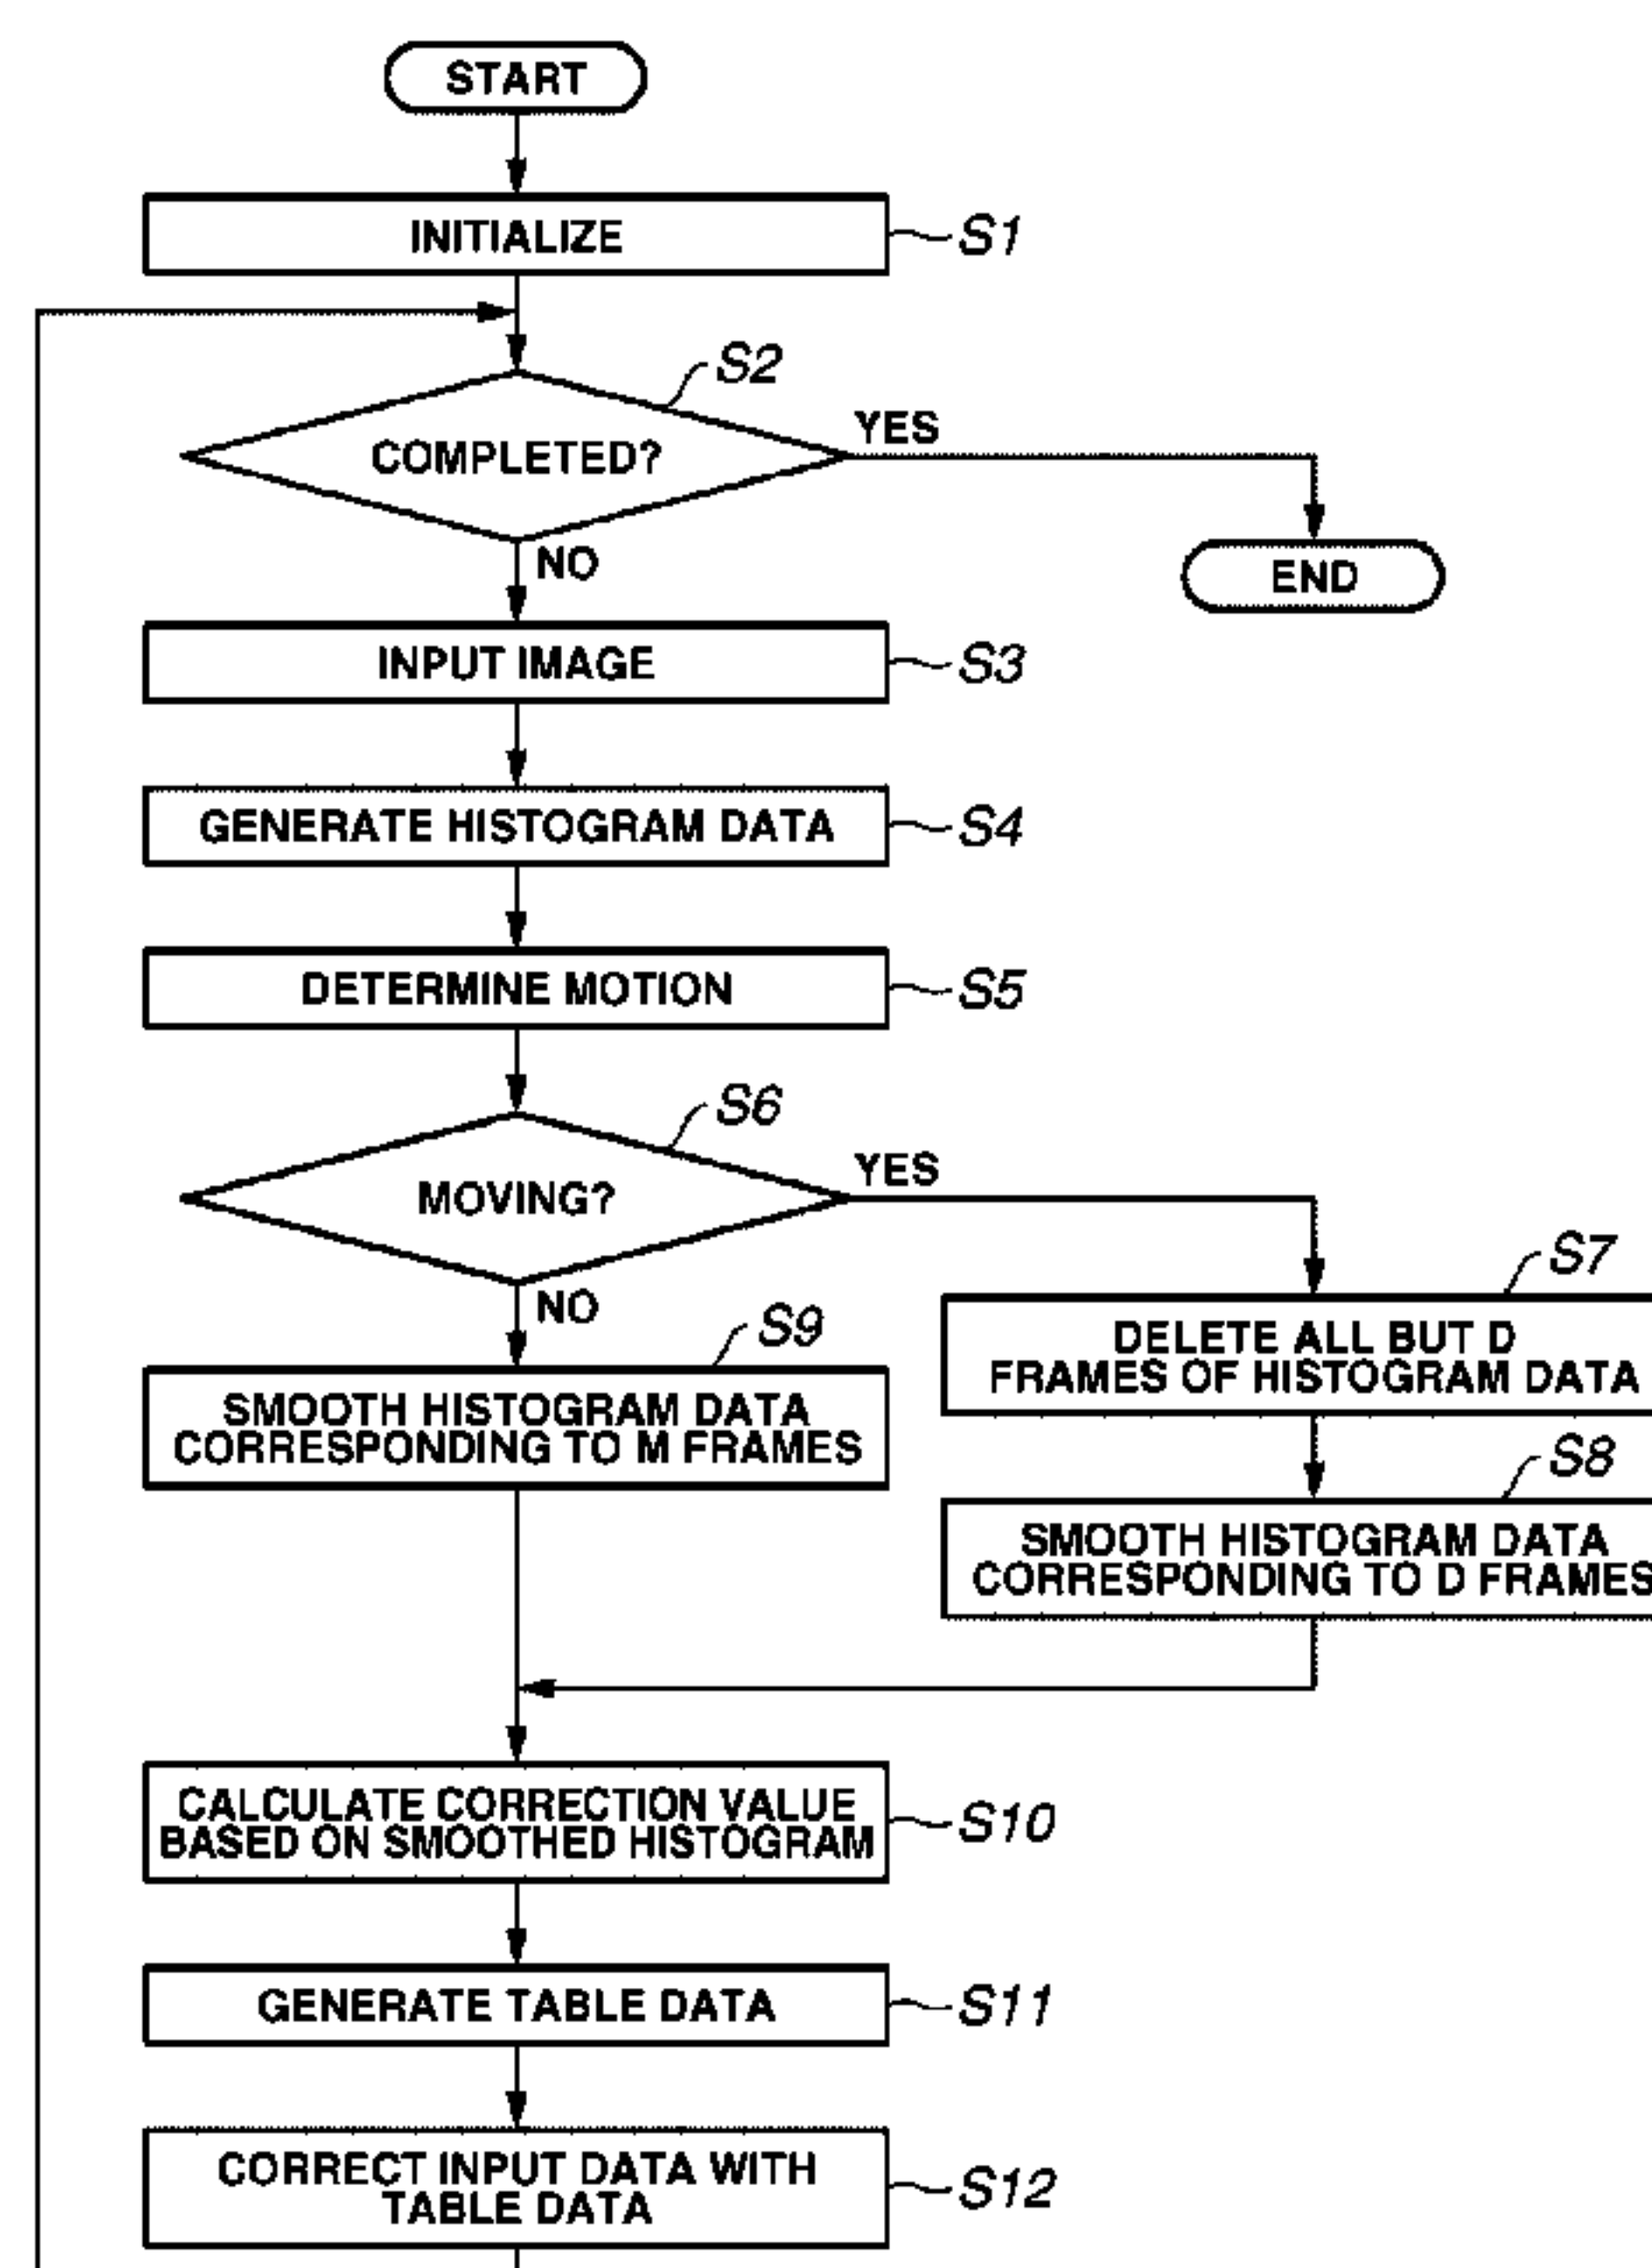 START
INITIALIZE
S1
S2
COMPLETED?
YES
NO
END
INPUT IMAGE
S3
GENERATE HISTOGRAM DATA
S4
DETERMINE MOTION
S5
S6
MOVING?
YES
NO
S7
DELETE ALL BUT D
FRAMES OF HISTOGRAM DATA
S9
SMOOTH HISTOGRAM DATA
CORRESPONDING TO M FRAMES
S8
SMOOTH HISTOGRAM DATA
CORRESPONDING TO D FRAMES
CALCULATE CORRECTION VALUE
BASED ON SMOOTHED HISTOGRAM
S10
GENERATE TABLE DATA
S11
CORRECT INPUT DATA WITH
TABLE DATA
S12